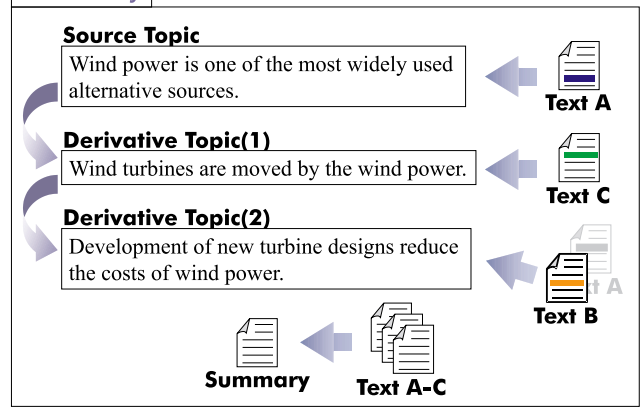 Source Topic
Wind power is one of the most widely used
alternative sources.
Text A
Derivative Topic(1)
Wind turbines are moved by the wind power.
Text C
Derivative Topic(2)
Development of new turbine designs reduce
the costs of wind power.
xt A
Text B
Summary
Text A-C